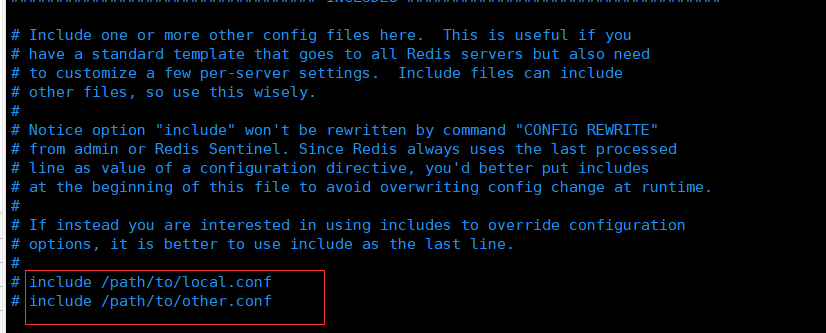 # Include one or more other config files here.  This is useful if you
# have a standard template that goes to all Redis servers but also need
# to customize a few per-server settings.  Include files can include
# other files, so use this wisely.
#
# Notice option "include" won't be rewritten by command "CONFIG REWRITE"
# from admin or Redis Sentinel. Since Redis always uses the last processed
# line as value of a configuration directive, you'd better put includes
# at the beginning of this file to avoid overwriting config change at runtime.
#
# If instead you are interested in using includes to override configuration
# options, it is better to use include as the last line.
#
# include /path/to/local.conf
# include /path/to/other.conf